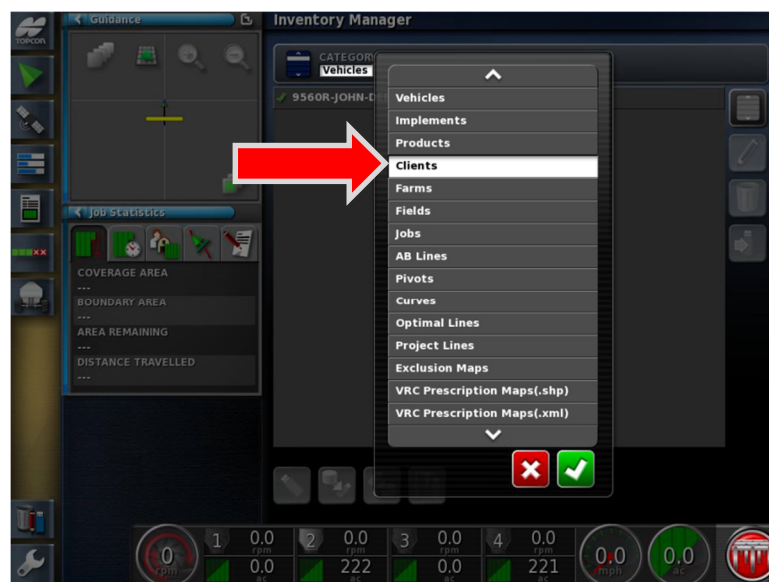 TOPCON
Guidance
Inventory Manager
CATEGORY
Vehicles
9560R-JOHN-DE
Vehicles
Implements
Products
Clients
Farms
Fields
Jobs
AB Lines
Pivots
Curves
Optimal Lines
Project Lines
Exclusion Maps
VRC Prescription Maps(.shp)
VRC Prescription Maps(.xml)
Job Statistics
COVERAGE AREA
---
BOUNDARY AREA
---
AREA REMAINING
---
DISTANCE TRAVELLED
---
0
rpm
1 0.0 rpm 2 0.0 rpm 3 0.0 rpm 4 0.0 rpm
0.0 ac 222 ac 0.0 ac 221 ac
0.0
mph
0.0
ac